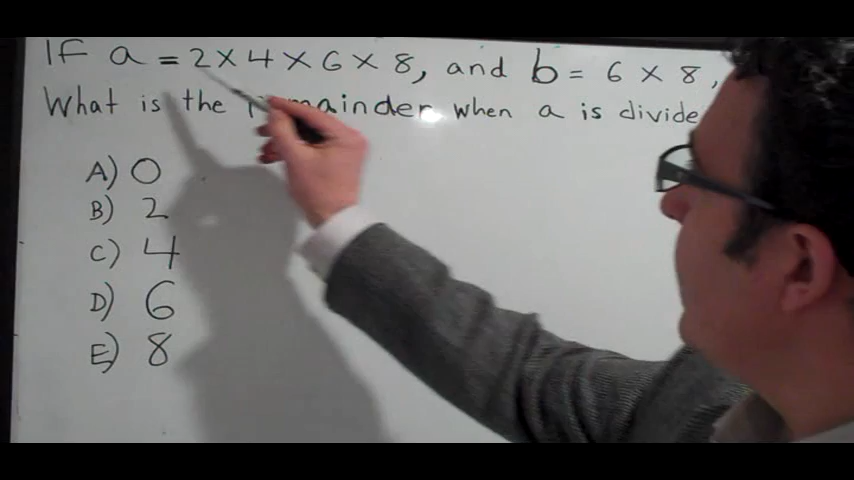 If a = 2 × 4 × 6 × 8, and b = 6 × 8,
What is the remainder when a is divide
A) 0
B) 2
C) 4
D) 6
E) 8